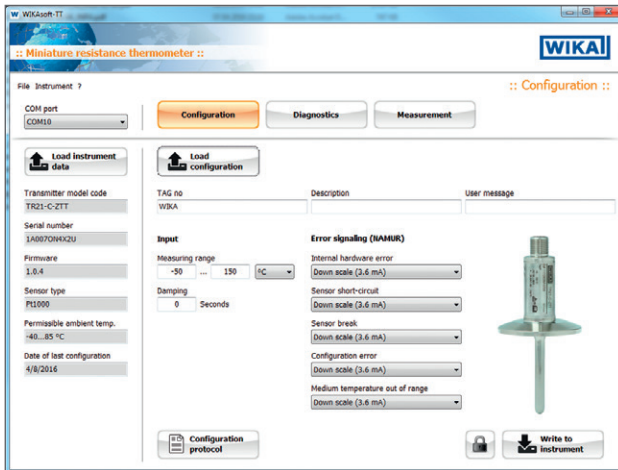 WIKAsoft-TT
:: Miniature resistance thermometer ::
WIKA
File Instrument ?
:: Configuration ::
COM port
COM10
Configuration
Diagnostics
Measurement
Load instrument
data
Load
configuration
Transmitter model code
TR21-C-ZTT
TAG no
Description
User message
WIKA
Serial number
1A007ON4X2U
Input
Error signaling (NAMUR)
Firmware
1.0.4
Measuring range
-50 ... 150 °C
Internal hardware error
Down scale (3.6 mA)
Sensor type
Pt1000
Damping
0 Seconds
Sensor short-circuit
Down scale (3.6 mA)
Permissible ambient temp.
-40...85 °C
Sensor break
Down scale (3.6 mA)
Date of last configuration
4/8/2016
Configuration error
Down scale (3.6 mA)
Medium temperature out of range
Down scale (3.6 mA)
Configuration
protocol
Write to
instrument